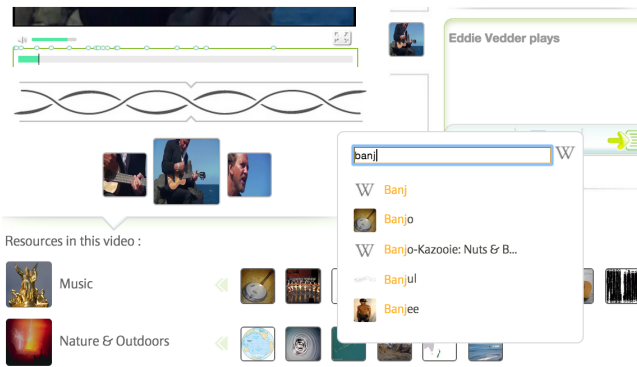 Eddie Vedder plays
banj
W
W Banj
Banjo
W Banjo-Kazooie: Nuts & B...
Banjul
Banjee
Resources in this video :
Music
Nature & Outdoors